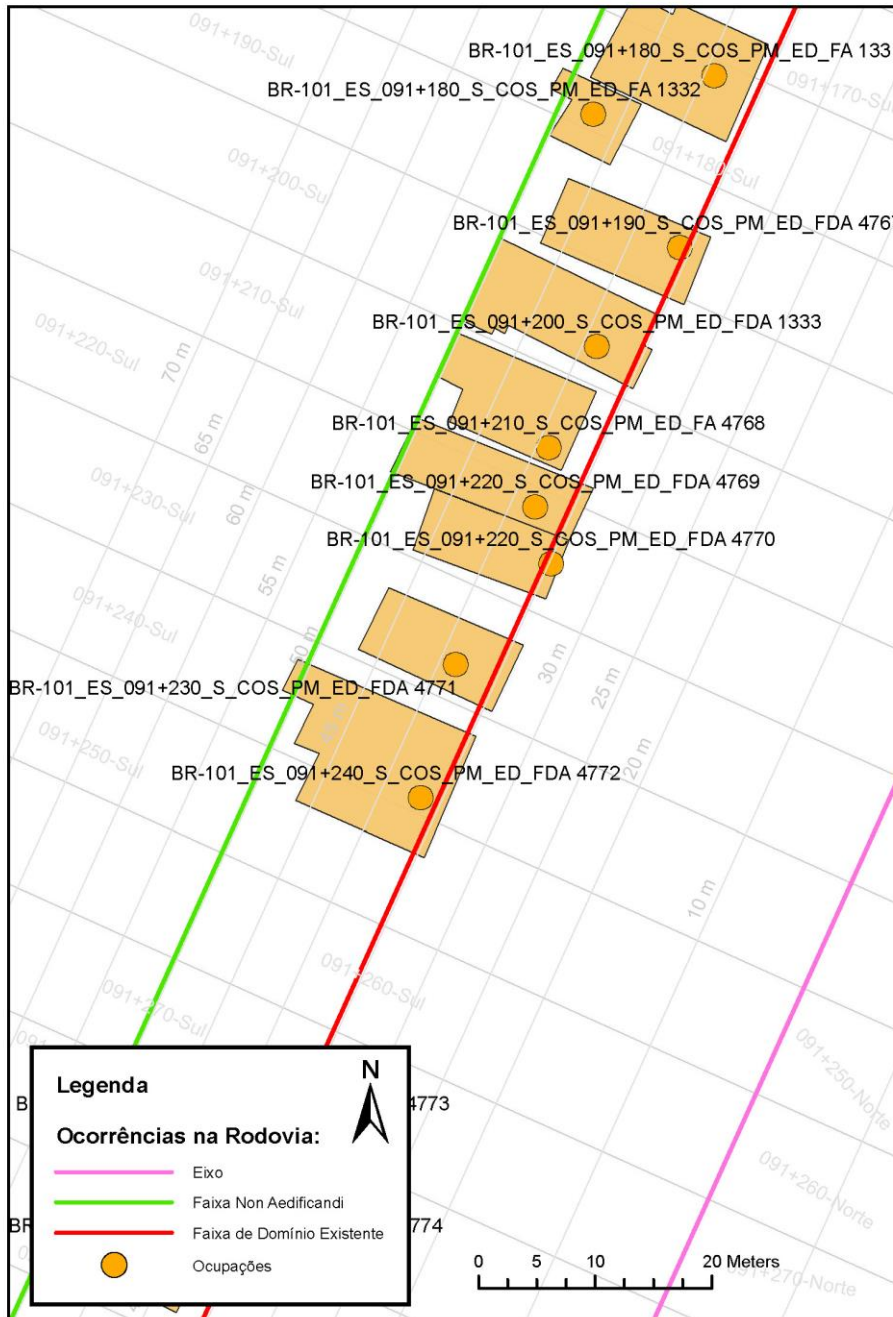 091+190-Sul
BR-101_ES_091+180_S_COS_PM_ED_FA 133
091+170-Sul
BR-101_ES_091+180_S_COS_PM_ED_FA 1332
091+200-Sul
091+180-Sul
BR-101_ES_091+190_S_COS_PM_ED_FDA 4767
091+210-Sul
091+220-Sul
BR-101_ES_091+200_S_COS_PM_ED_FDA 1333
70 m
65 m
BR-101_ES_091+210_S_COS_PM_ED_FA 4768
091+230-Sul
BR-101_ES_091+220_S_COS_PM_ED_FDA 4769
60 m
BR-101_ES_091+220_S_COS_PM_ED_FDA 4770
55 m
091+240-Sul
50 m
30 m
25 m
BR-101_ES_091+230_S_COS_PM_ED_FDA 4771
45 m
091+250-Sul
20 m
BR-101_ES_091+240_S_COS_PM_ED_FDA 4772
10 m
091+260-Sul
091+270-Sul
091+250-Norte
B
4773
091+260-Norte
BR
774
091+270-Norte
Legenda
N
Ocorrências na Rodovia:
Eixo
Faixa Non Aedificandi
Faixa de Domínio Existente
Ocupações
0 5 10 20 Meters